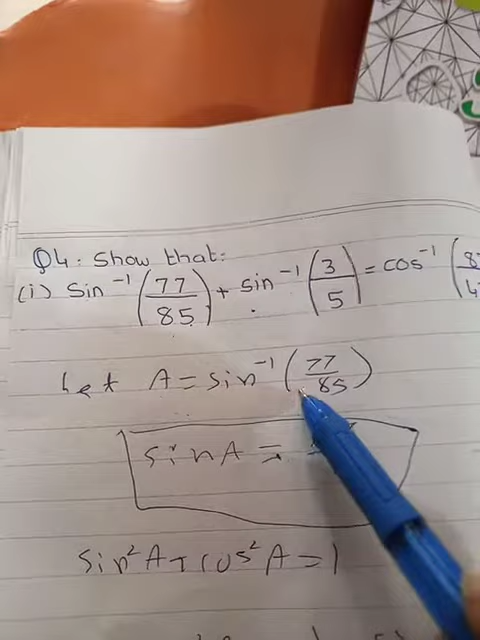 Q4. Show that:
(i) Sin⁻¹(77/85) + sin⁻¹(3/5) = cos⁻¹(
Let A = sin⁻¹(77/85)
sinA =
sin²A + cos²A = 1